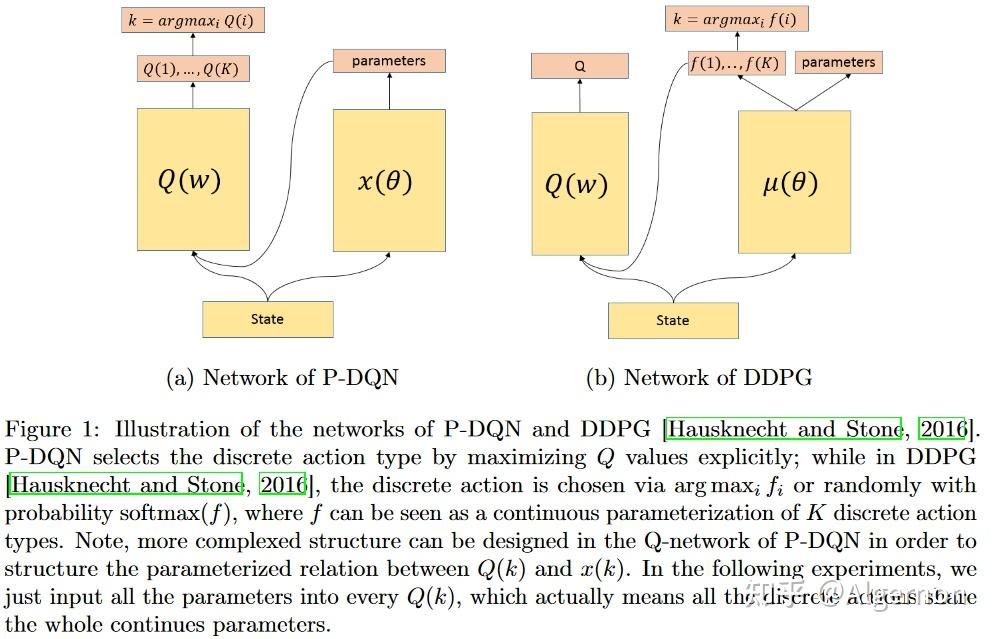 k = argmaxᵢ Q(i)
Q(1), ..., Q(K)
parameters
Q(w)
x(θ)
State
(a) Network of P-DQN
k = argmaxᵢ f(i)
Q
f(1),..,f(K)
parameters
Q(w)
μ(θ)
State
(b) Network of DDPG
Figure 1: Illustration of the networks of P-DQN and DDPG [Hausknecht and Stone, 2016].
P-DQN selects the discrete action type by maximizing Q values explicitly; while in DDPG
[Hausknecht and Stone, 2016], the discrete action is chosen via arg maxᵢ fᵢ or randomly with
probability softmax(f), where f can be seen as a continuous parameterization of K discrete action
types. Note, more complexed structure can be designed in the Q-network of P-DQN in order to
structure the parameterized relation between Q(k) and x(k). In the following experiments, we
just input all the parameters into every Q(k), which actually means all the discrete actions share
the whole continues parameters.
知乎 @Algernon